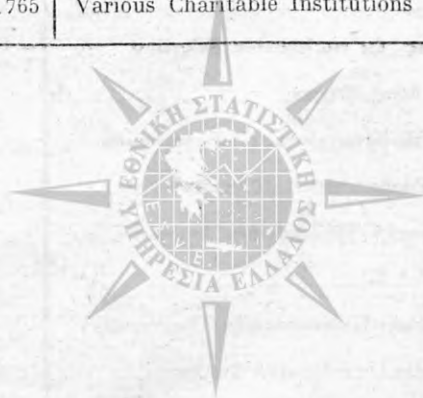 765 | Various Charitable Institutions
ΕΘΝΙΚΗ ΣΤΑΤΙΣΤΙΚΗ
ΥΠΗΡΕΣΙΑ ΕΛΛΑΔΟΣ
Ε Σ Υ Ε